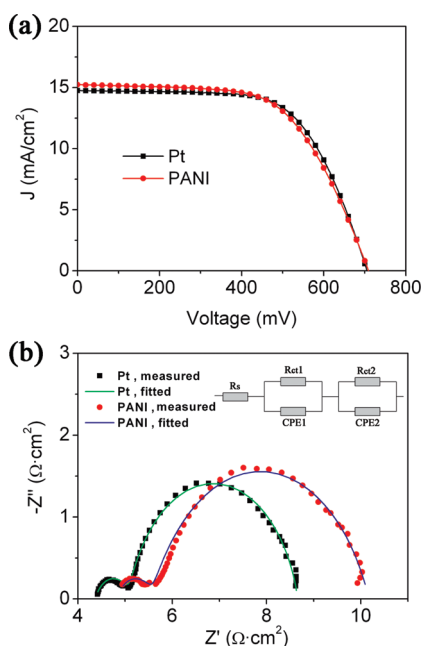 (a)
20
15
10
5
0
J (mA/cm²)
Pt
PANI
0 200 400 600 800
Voltage (mV)
(b)
3
2
1
0
-Z" (Ω·cm²)
Pt , measured
Pt , fitted
PANI , measured
PANI , fitted
Rs
Rct1
CPE1
Rct2
CPE2
4 6 8 10
Z' (Ω·cm²)